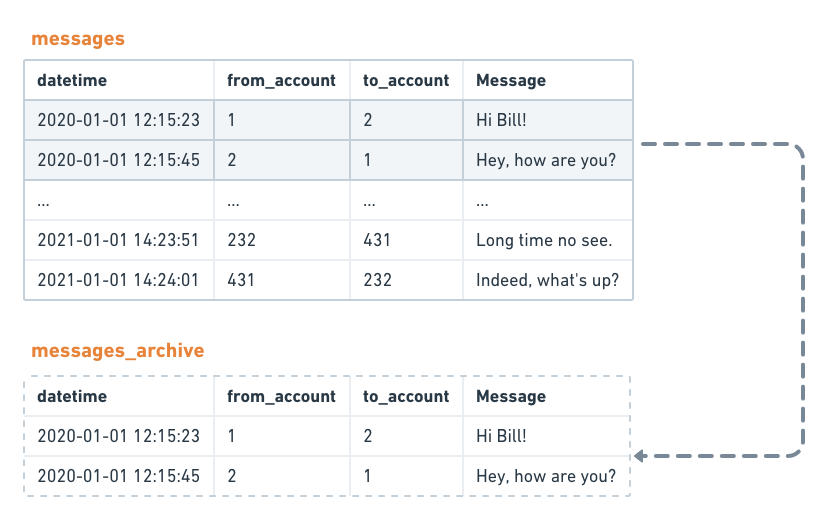 messages
datetime from_account to_account Message
2020-01-01 12:15:23 1 2 Hi Bill!
2020-01-01 12:15:45 2 1 Hey, how are you?
... ... ... ...
2021-01-01 14:23:51 232 431 Long time no see.
2021-01-01 14:24:01 431 232 Indeed, what's up?
messages_archive
datetime from_account to_account Message
2020-01-01 12:15:23 1 2 Hi Bill!
2020-01-01 12:15:45 2 1 Hey, how are you?